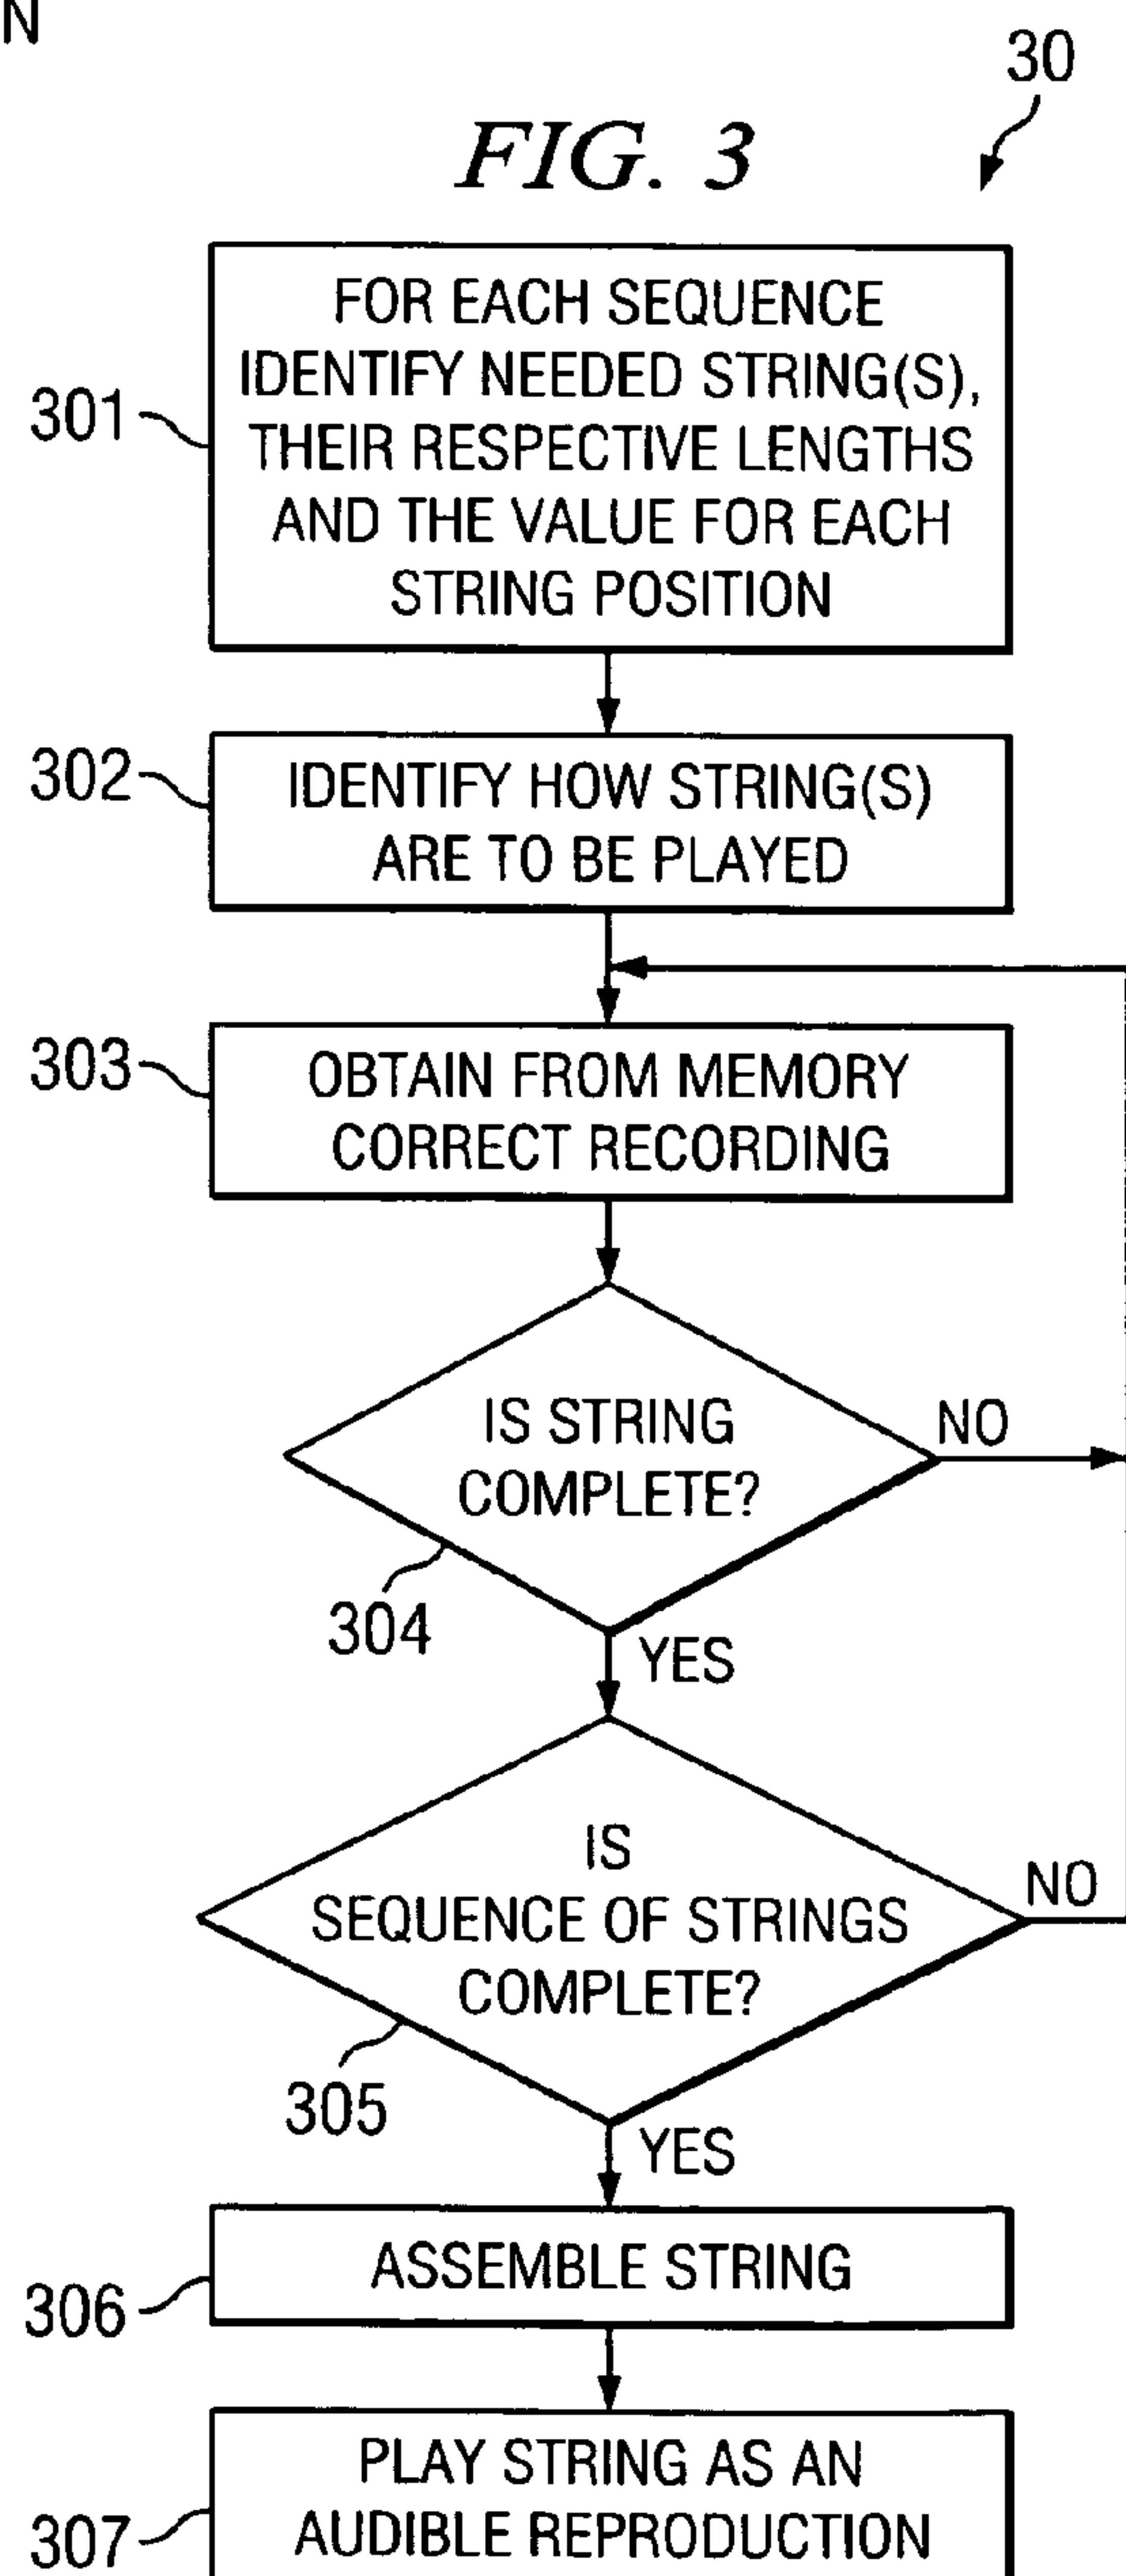 N
30
FIG. 3
FOR EACH SEQUENCE
IDENTIFY NEEDED STRING(S),
THEIR RESPECTIVE LENGTHS
AND THE VALUE FOR EACH
STRING POSITION
301
302
IDENTIFY HOW STRING(S)
ARE TO BE PLAYED
303
OBTAIN FROM MEMORY
CORRECT RECORDING
IS STRING
COMPLETE?
NO
304
YES
IS
SEQUENCE OF STRINGS
COMPLETE?
NO
305
YES
306
ASSEMBLE STRING
307
PLAY STRING AS AN
AUDIBLE REPRODUCTION